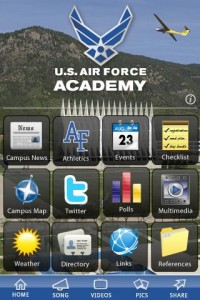 U.S. AIR FORCE
ACADEMY
News
AF
AUG
23
Campus News
Athletics
Events
Checklist
Campus Map
Twitter
Polls
Multimedia
Weather
Directory
Links
References
HOME
SONG
VIDEOS
PICS
SHARE